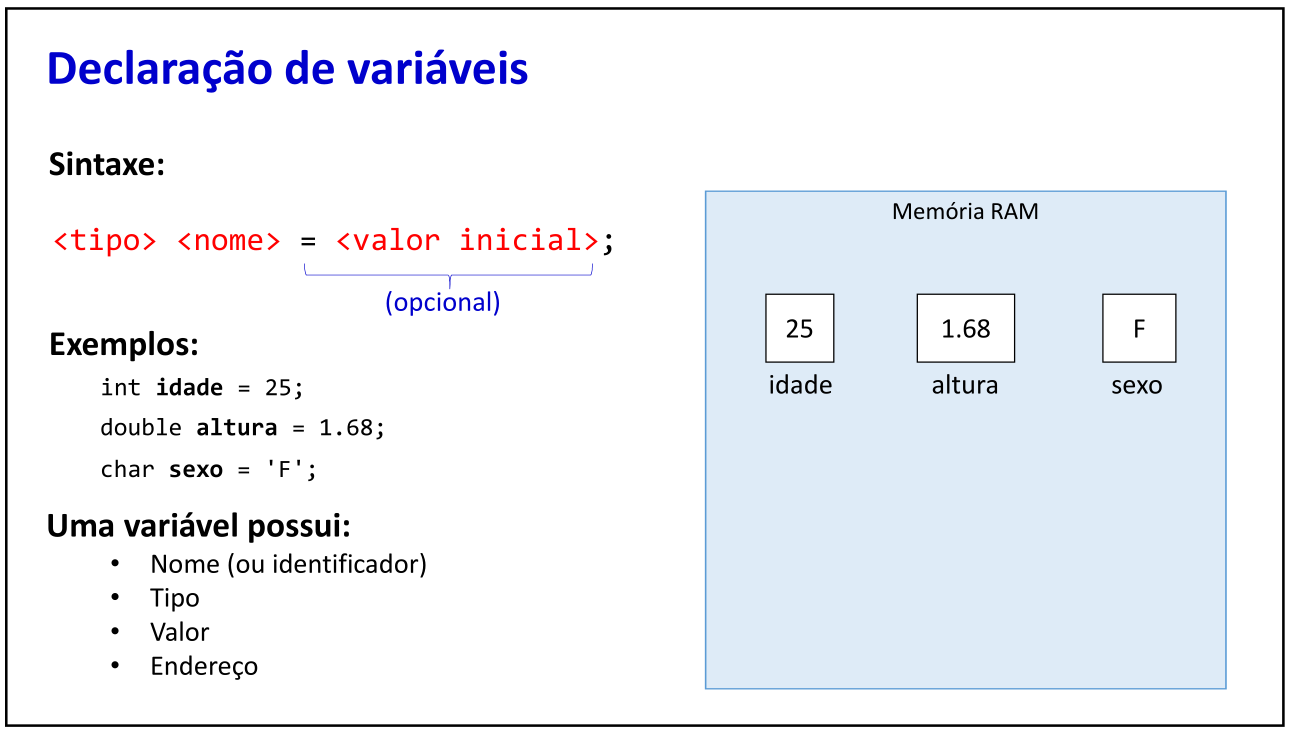 Declaração de variáveis
Sintaxe:
<tipo> <nome> = <valor inicial>;
(opcional)
Exemplos:
int idade = 25;
double altura = 1.68;
char sexo = 'F';
Uma variável possui:
• Nome (ou identificador)
• Tipo
• Valor
• Endereço
Memória RAM
25 1.68 F
idade altura sexo